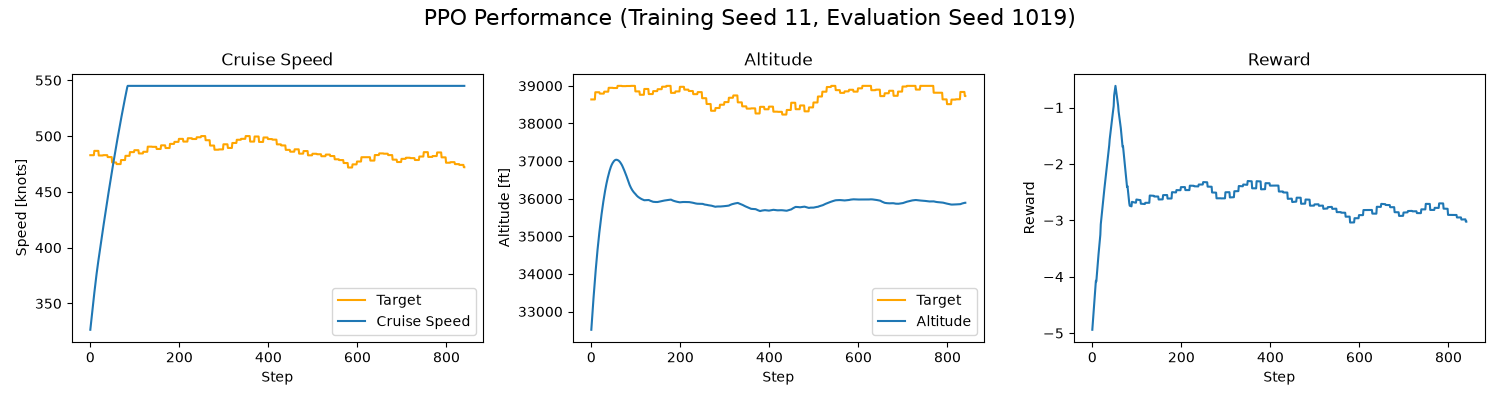 PPO Performance (Training Seed 11, Evaluation Seed 1019)
Cruise Speed
550
500
450
400
350
Speed [knots]
0 200 400 600 800
Step
Target
Cruise Speed
Altitude
39000
38000
37000
36000
35000
34000
33000
Altitude [ft]
0 200 400 600 800
Step
Target
Altitude
Reward
−1
−2
−3
−4
−5
Reward
0 200 400 600 800
Step